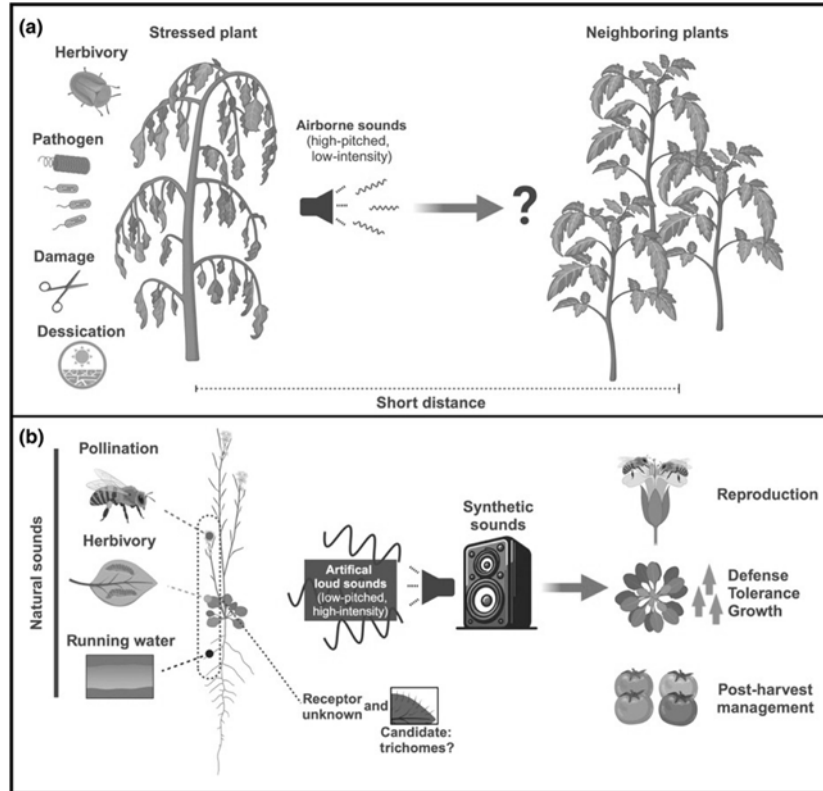 (a)
Stressed plant
Neighboring plants
Herbivory
Pathogen
Damage
Dessication
Airborne sounds
(high-pitched,
low-intensity)
?
Short distance
(b)
Natural sounds
Pollination
Herbivory
Running water
Artifical
loud sounds
(low-pitched,
high-intensity)
Synthetic
sounds
Receptor
unknown
and
Candidate:
trichomes?
Reproduction
Defense
Tolerance
Growth
Post-harvest
management